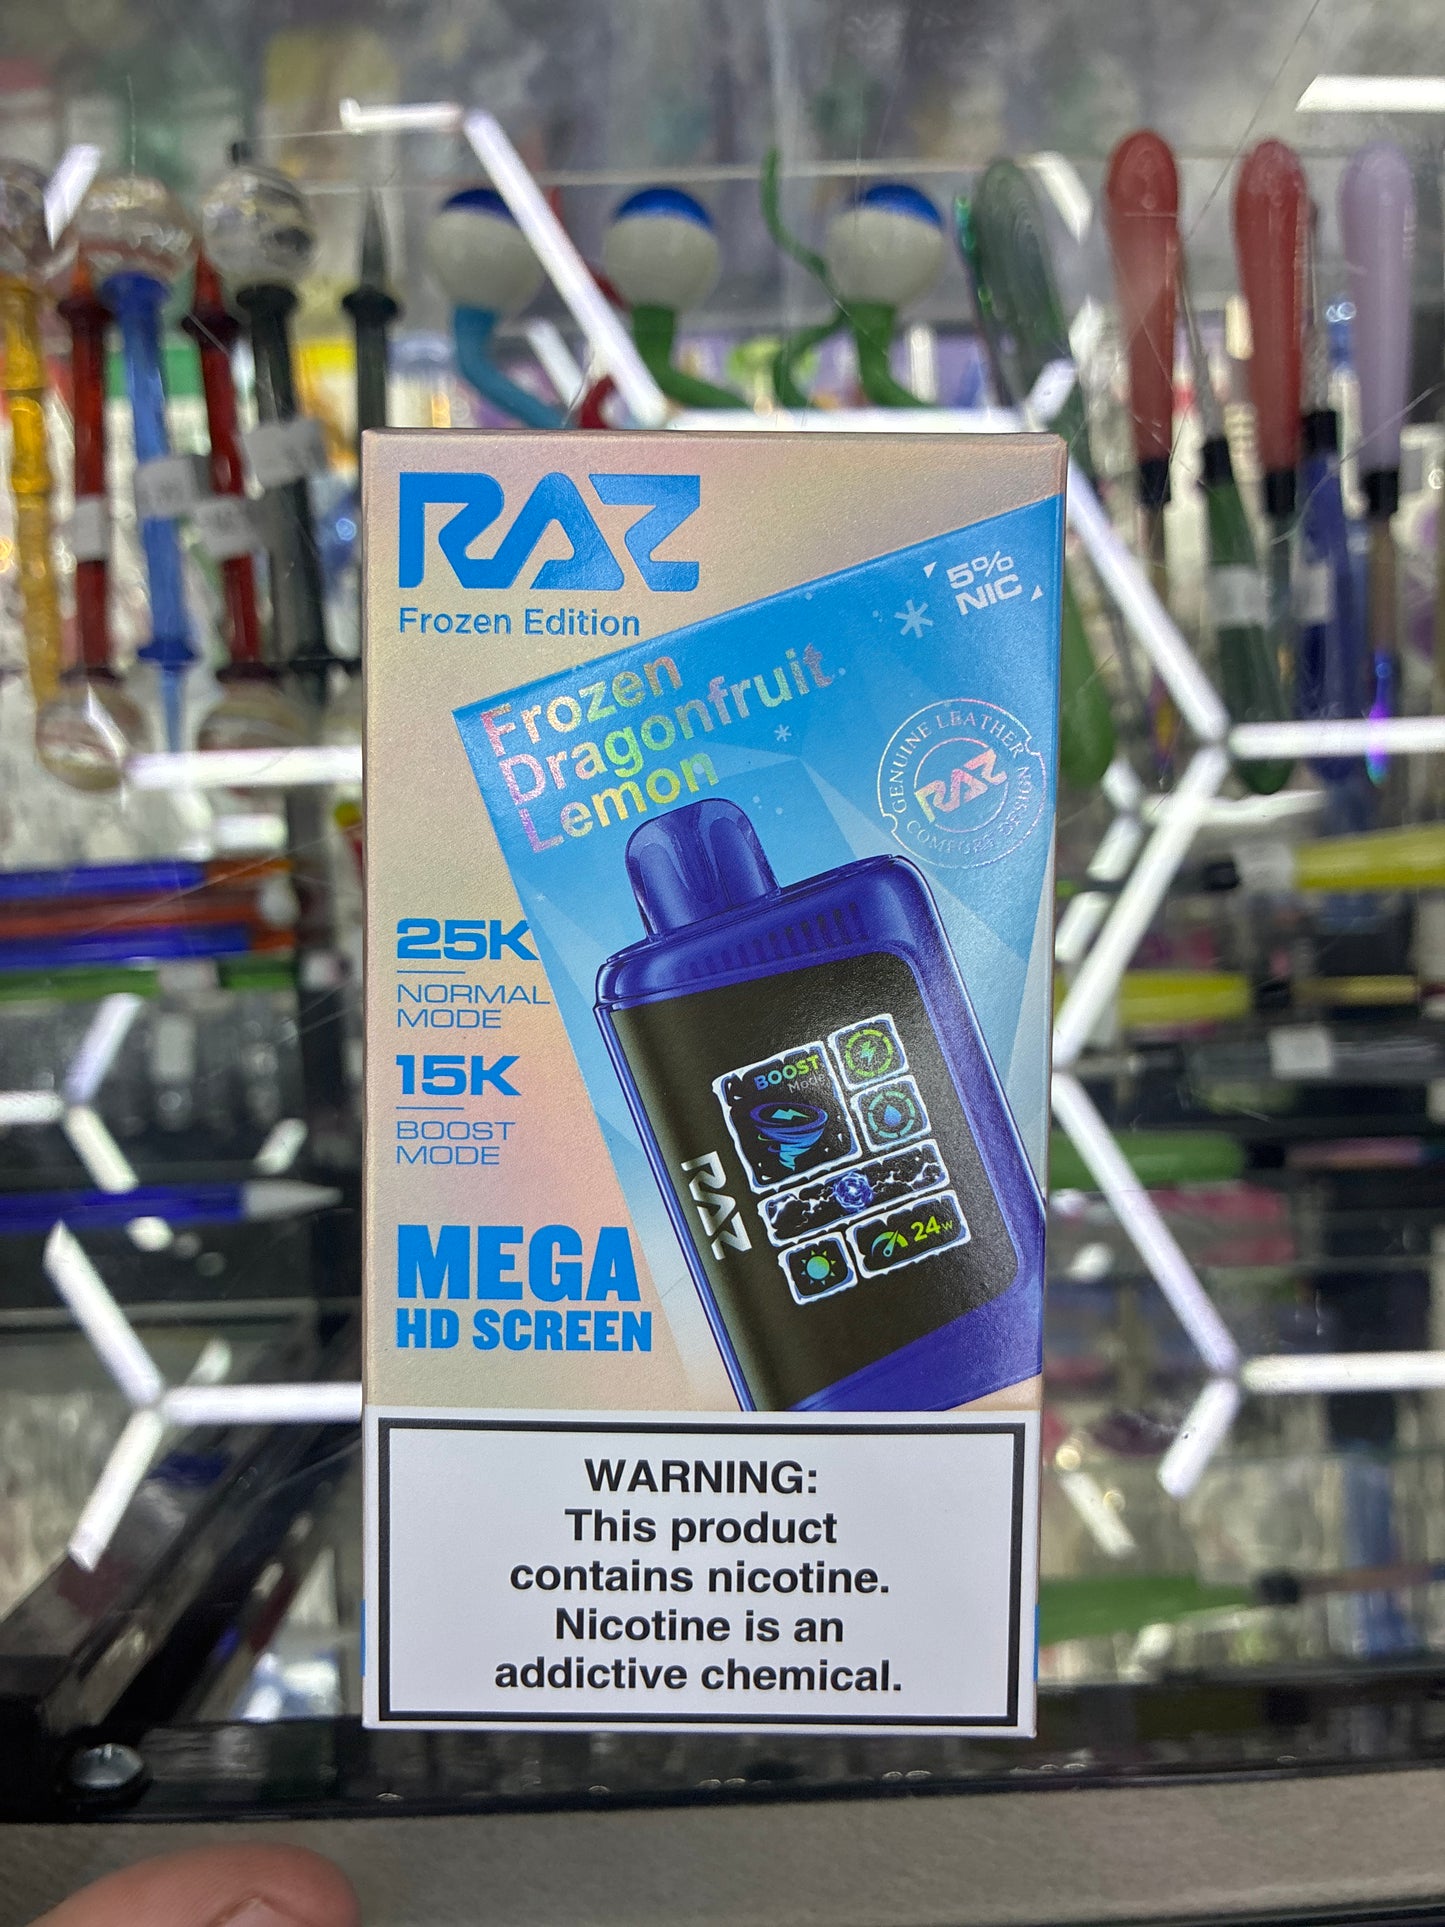 RAZ
Frozen Edition
5%
NIC
Frozen
Dragonfruit
Lemon
GENUINE LEATHER
RAZ
COMFORT DESIGN
25K
NORMAL
MODE
15K
BOOST
MODE
BOOST
Mode
RAZ
24W
MEGA
HD SCREEN
WARNING:
This product
contains nicotine.
Nicotine is an
addictive chemical.